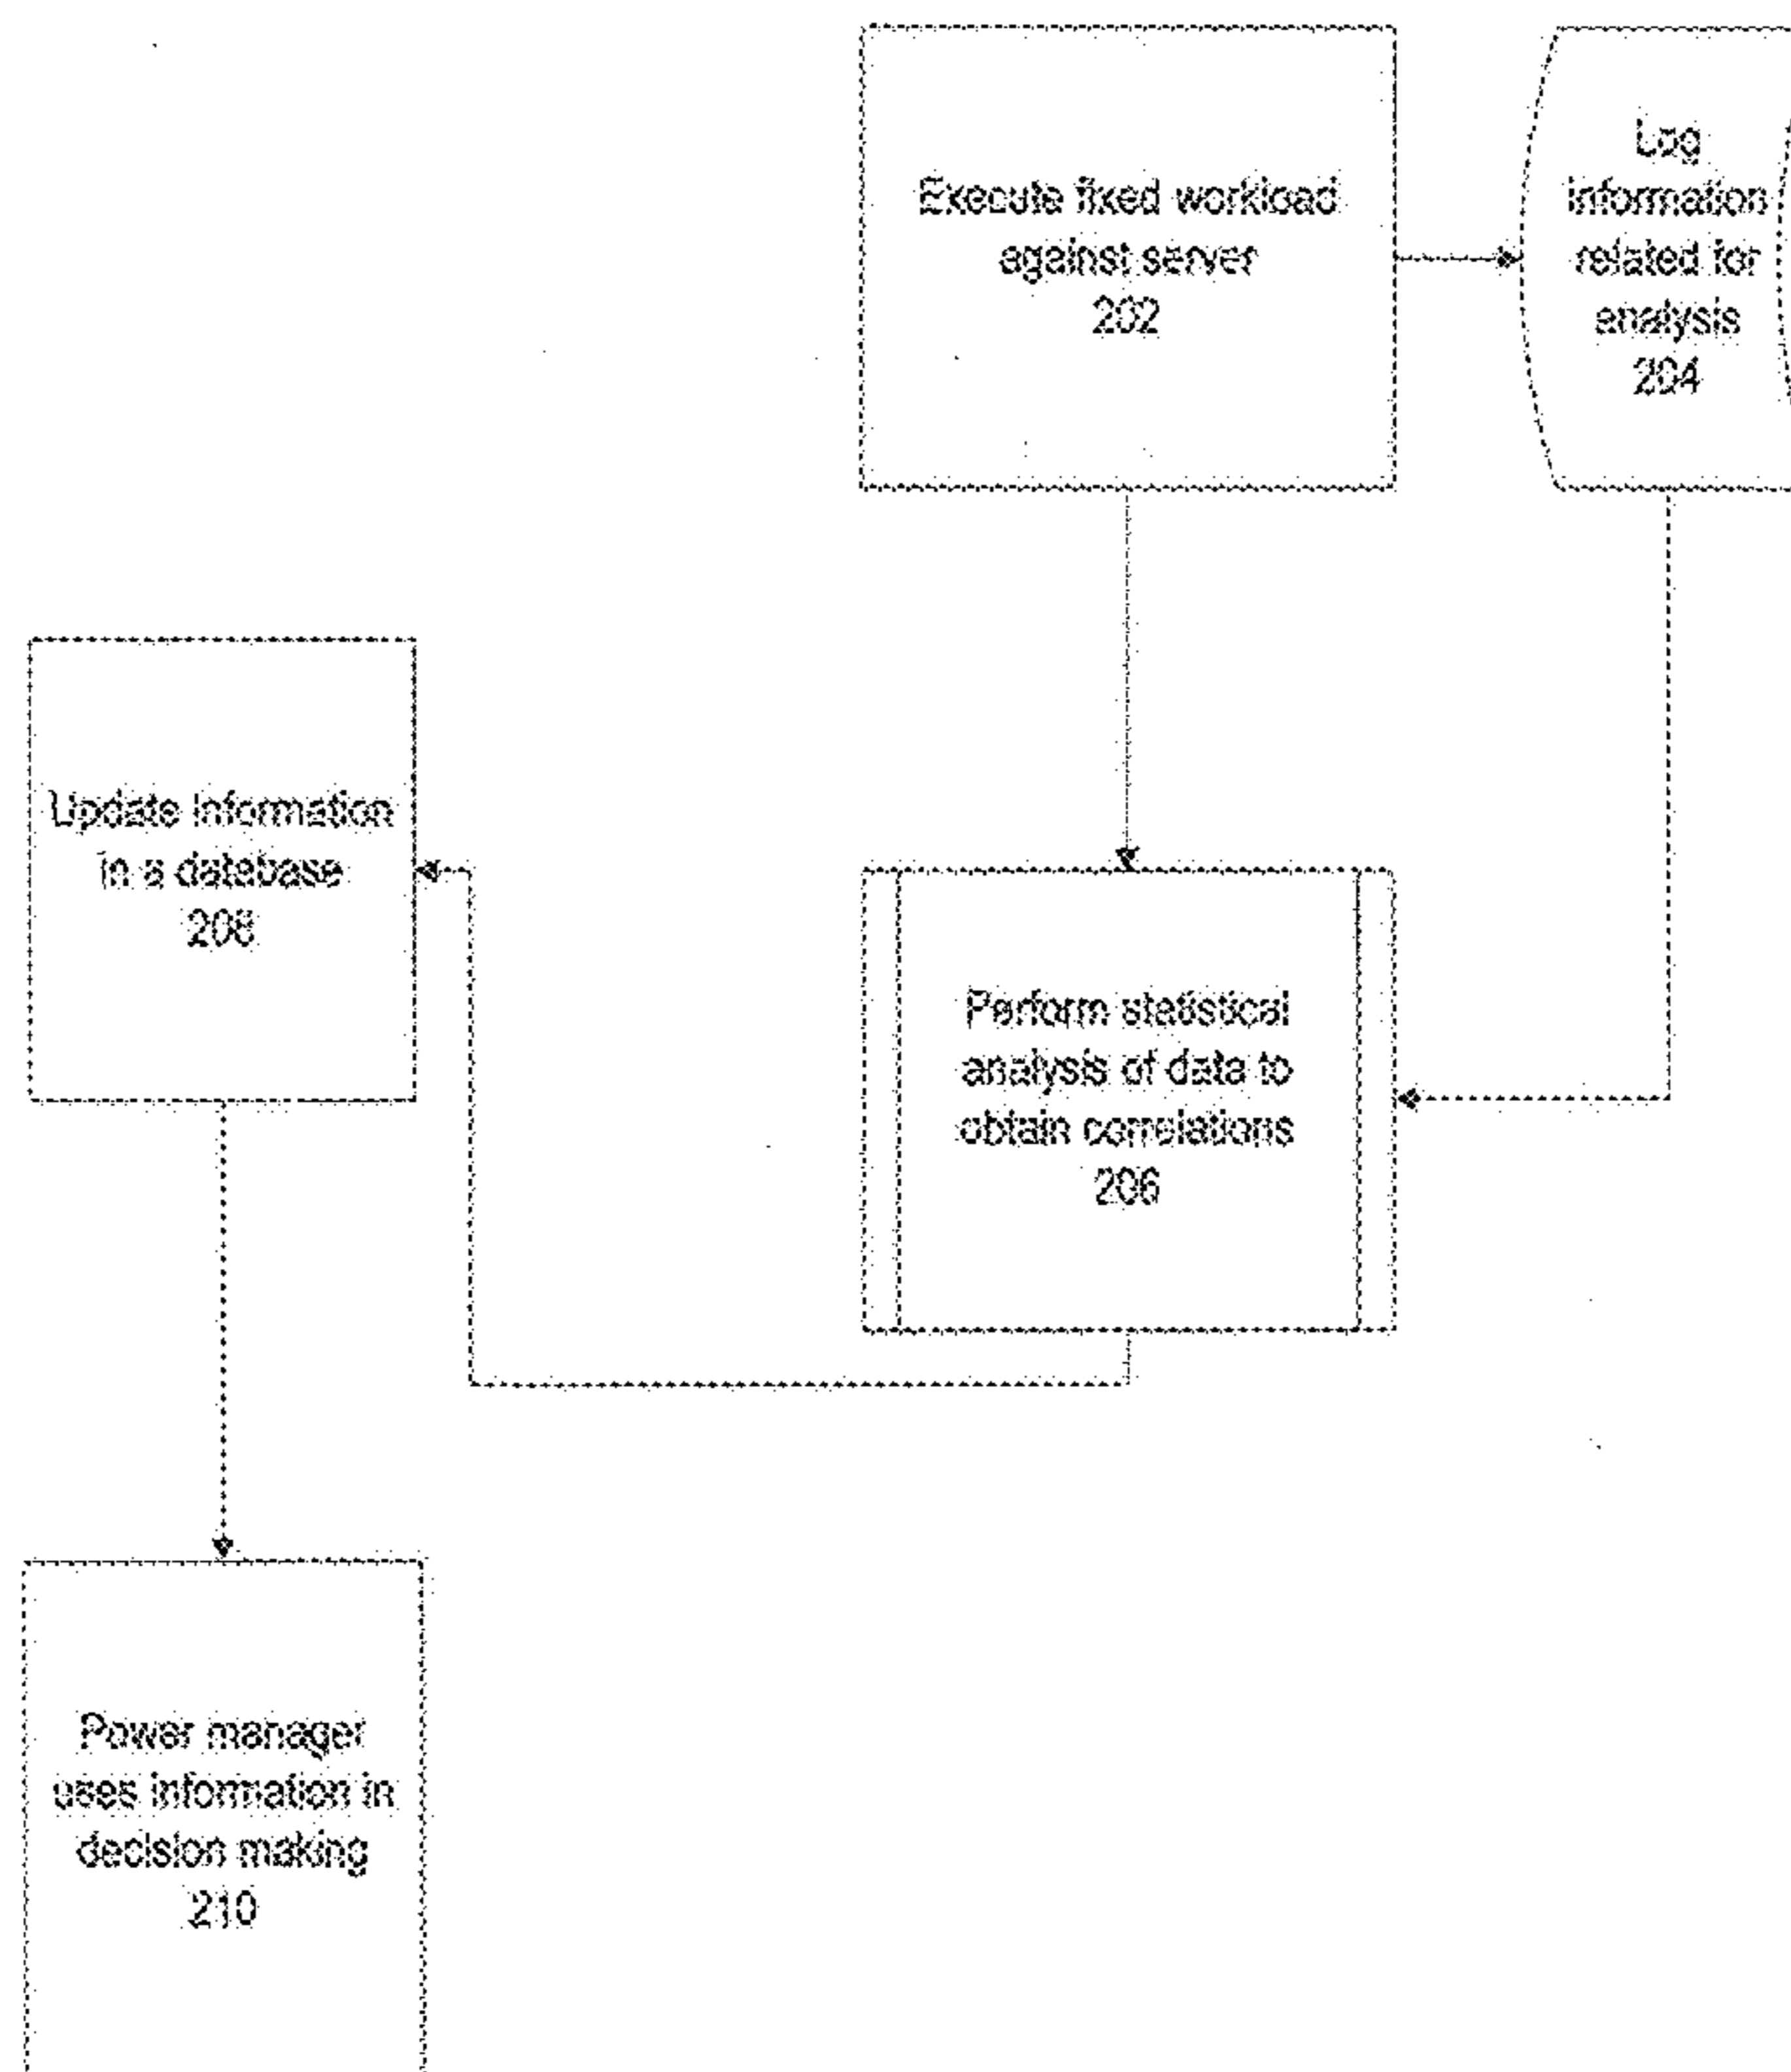 Execute fixed workload
against server
202
Log
information
related for
analysis
204
Update information
in a database
208
Perform statistical
analysis of data to
obtain correlations
206
Power manager
uses information in
decision making
210